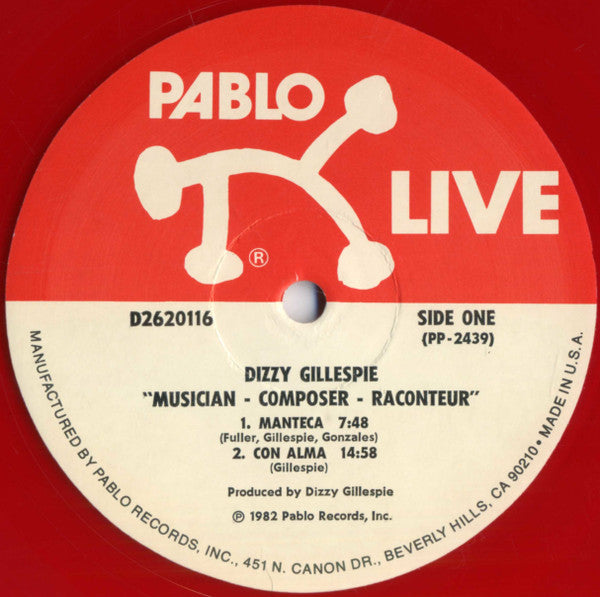 PABLO
LIVE
®
D2620116
SIDE ONE
(PP-2439)
DIZZY GILLESPIE
"MUSICIAN - COMPOSER - RACONTEUR"
1. MANTECA 7:48
(Fuller, Gillespie, Gonzales)
2. CON ALMA 14:58
(Gillespie)
Produced by Dizzy Gillespie
℗ 1982 Pablo Records, Inc.
MANUFACTURED BY PABLO RECORDS, INC., 451 N. CANON DR., BEVERLY HILLS, CA 90210 • MADE IN U.S.A.